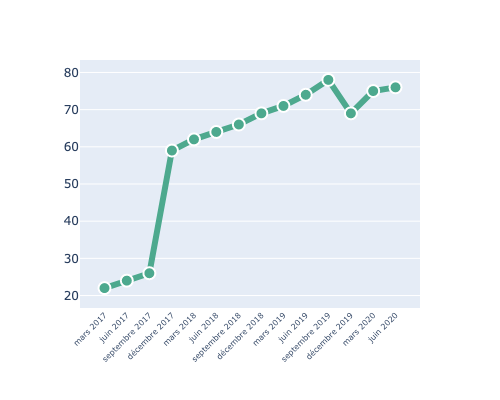 80
70
60
50
40
30
20
mars 2017
juin 2017
septembre 2017
décembre 2017
mars 2018
juin 2018
septembre 2018
décembre 2018
mars 2019
juin 2019
septembre 2019
décembre 2019
mars 2020
juin 2020